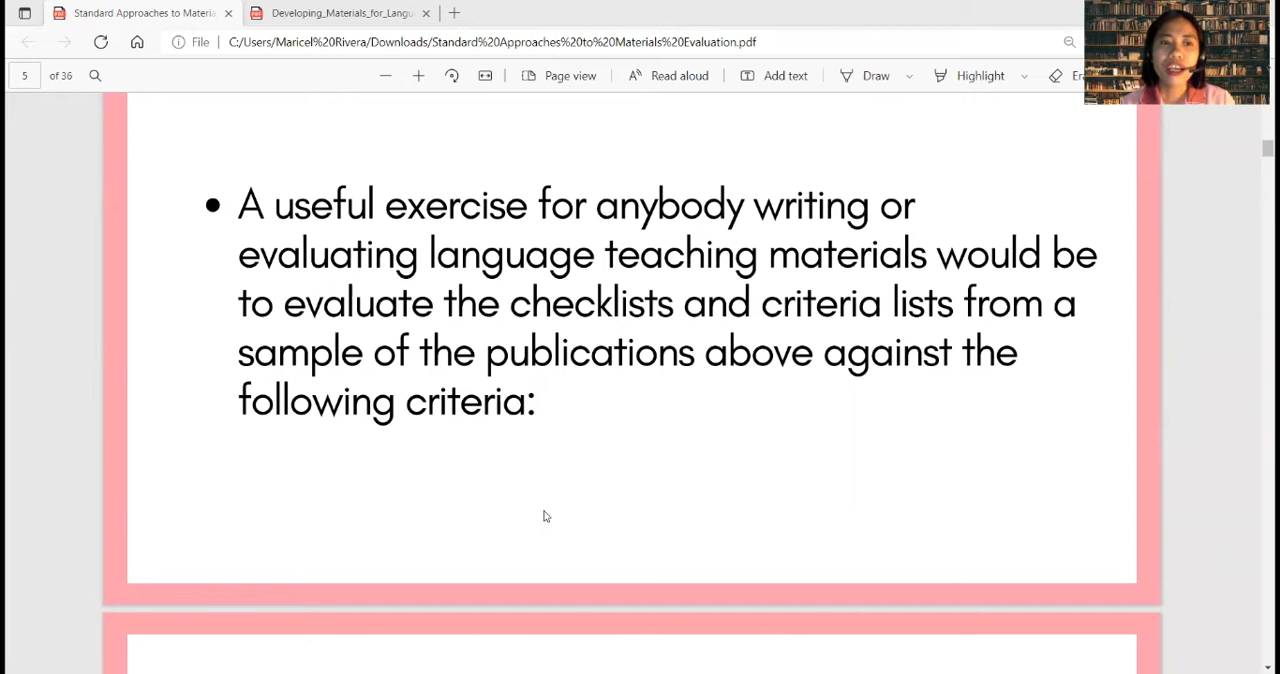 Standard Approaches to Materia
Developing_Materials_for_Langu
File
C:/Users/Maricel%20Rivera/Downloads/Standard%20Approaches%20to%20Materials%20Evaluation.pdf
5 of 36
Page view
Read aloud
Add text
Draw
Highlight
Er
• A useful exercise for anybody writing or
evaluating language teaching materials would be
to evaluate the checklists and criteria lists from a
sample of the publications above against the
following criteria: